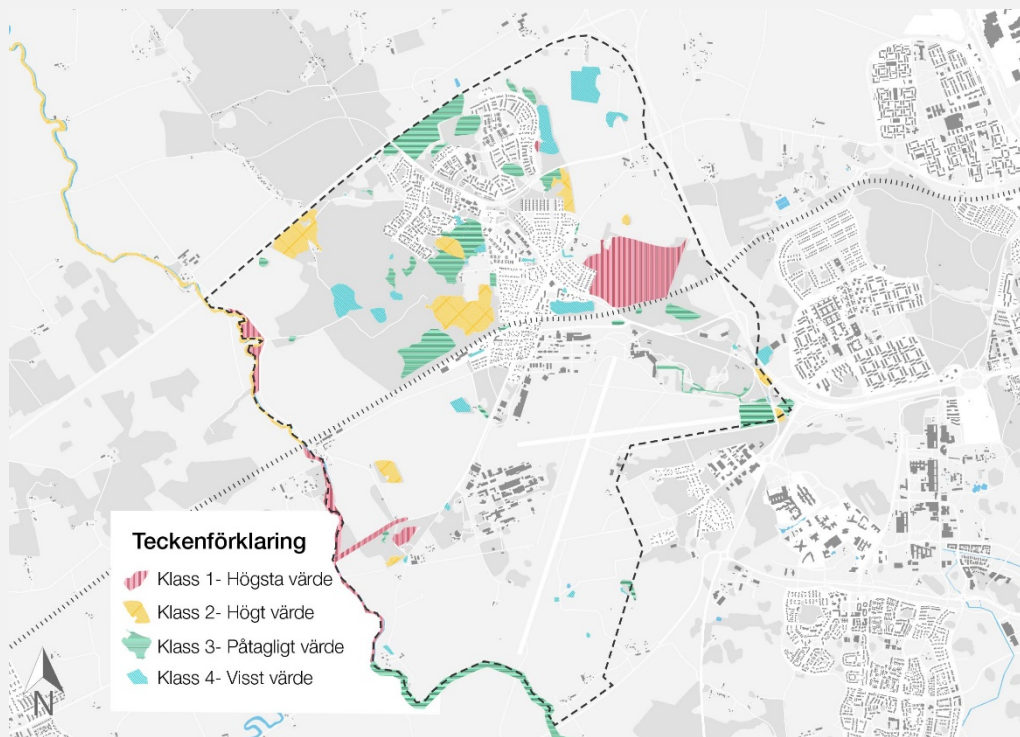 Teckenförklaring
Klass 1- Högsta värde
Klass 2- Högt värde
Klass 3- Påtagligt värde
Klass 4- Visst värde
N